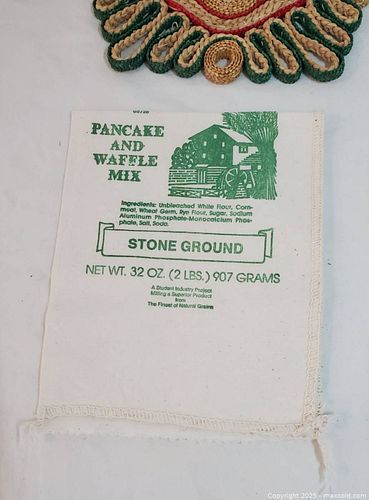 PANCAKE
AND
WAFFLE
MIX
Ingredients: Unbleached White Flour, Corn-
meal, Wheat Germ, Rye Flour, Sugar, Sodium
Aluminum Phosphate-Monocalcium Phos-
phate, Salt, Soda.
STONE GROUND
NET WT. 32 OZ. (2 LBS.) 907 GRAMS
A Student Industry Project
Milling a Superior Product
from
The Finest of Natural Grains
Copyright 2025 - maxsold.com